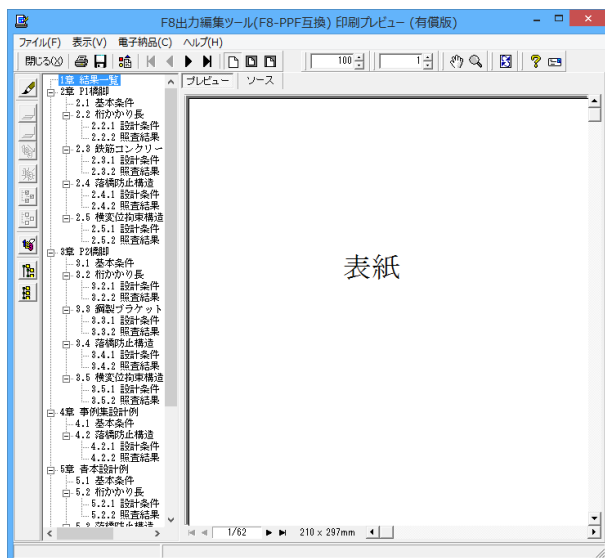 F8出力編集ツール(F8-PPF互換) 印刷プレビュー (有償版)
ファイル(F) 表示(V) 電子納品(C) ヘルプ(H)
閉じる(X) 100 1
プレビュー ソース
1章 結果一覧
2章 P1橋脚
2.1 基本条件
2.2 桁かかり長
2.2.1 設計条件
2.2.2 照査結果
2.3 鉄筋コンクリー
2.3.1 設計条件
2.3.2 照査結果
2.4 落橋防止構造
2.4.1 設計条件
2.4.2 照査結果
2.5 横変位拘束構造
2.5.1 設計条件
2.5.2 照査結果
3章 P2橋脚
3.1 基本条件
3.2 桁かかり長
3.2.1 設計条件
3.2.2 照査結果
3.3 鋼製ブラケット
3.3.1 設計条件
3.3.2 照査結果
3.4 落橋防止構造
3.4.1 設計条件
3.4.2 照査結果
3.5 横変位拘束構造
3.5.1 設計条件
3.5.2 照査結果
4章 事例集設計例
4.1 基本条件
4.2 落橋防止構造
4.2.1 設計条件
4.2.2 照査結果
5章 青本設計例
5.1 基本条件
5.2 桁かかり長
5.2.1 設計条件
5.2.2 照査結果
5.3 落橋防止構造
表紙
1/62 210 x 297mm